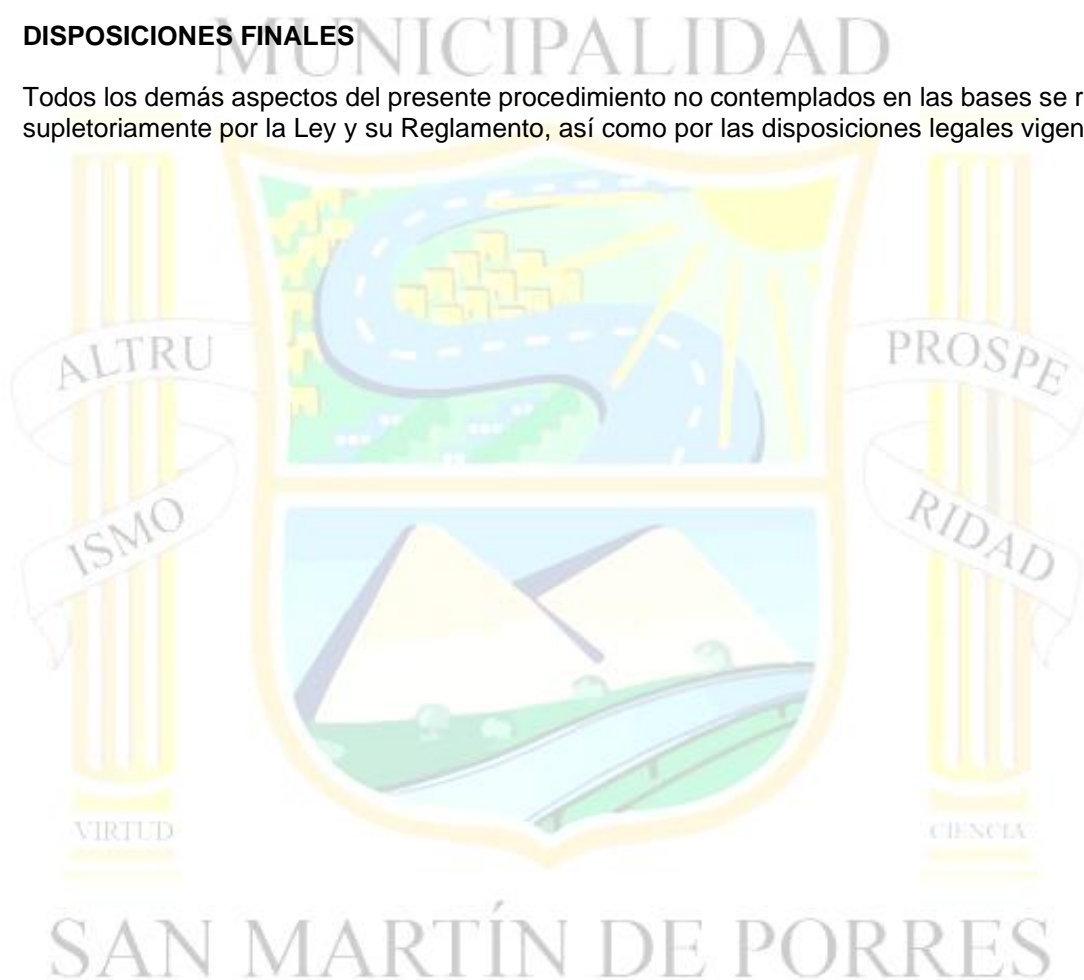 MUNICIPALIDAD
DISPOSICIONES FINALES
Todos los demás aspectos del presente procedimiento no contemplados en las bases se r
supletoriamente por la Ley y su Reglamento, así como por las disposiciones legales vigen
ALTRU
ISMO
PROSPE
RIDAD
VIRTUD
CIENCIA
SAN MARTÍN DE PORRES